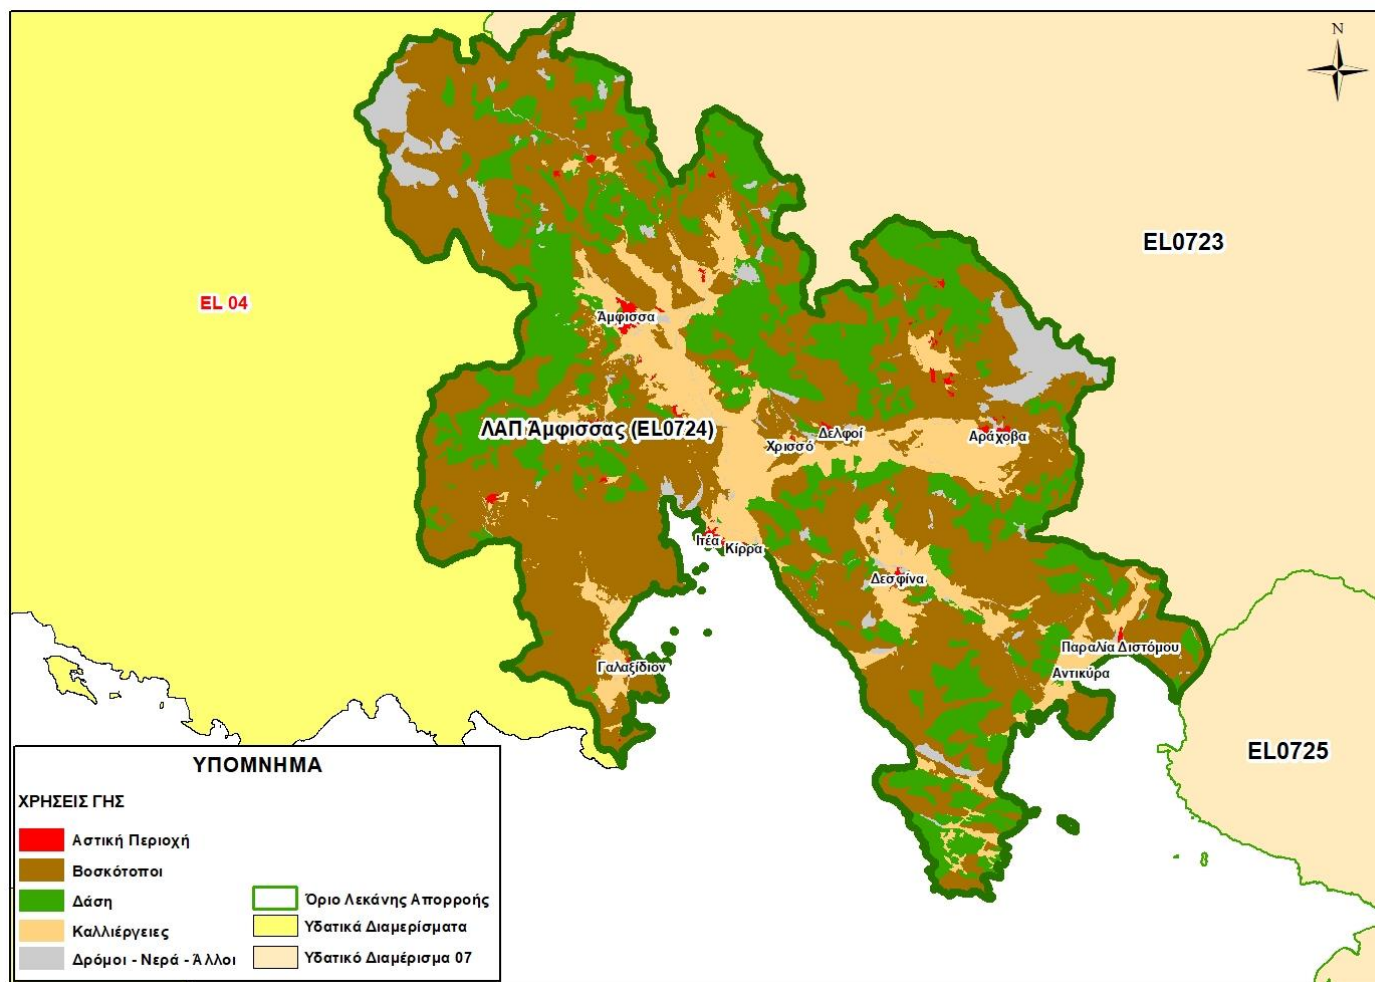 N
EL0723
EL 04
Άμφισσα
ΛΑΠ Άμφισσας (EL0724)
Χρισσό
Δελφοί
Αράχοβα
Ιτέα
Κίρρα
Δεσφίνα
Παραλία Διστόμου
Αντικύρα
Γαλαξίδιον
EL0725
ΥΠΟΜΝΗΜΑ
ΧΡΗΣΕΙΣ ΓΗΣ
Αστική Περιοχή
Βοσκότοποι
Δάση
Καλλιέργειες
Δρόμοι - Νερά - Άλλοι
Όριο Λεκάνης Απορροής
Υδατικά Διαμερίσματα
Υδατικό Διαμέρισμα 07